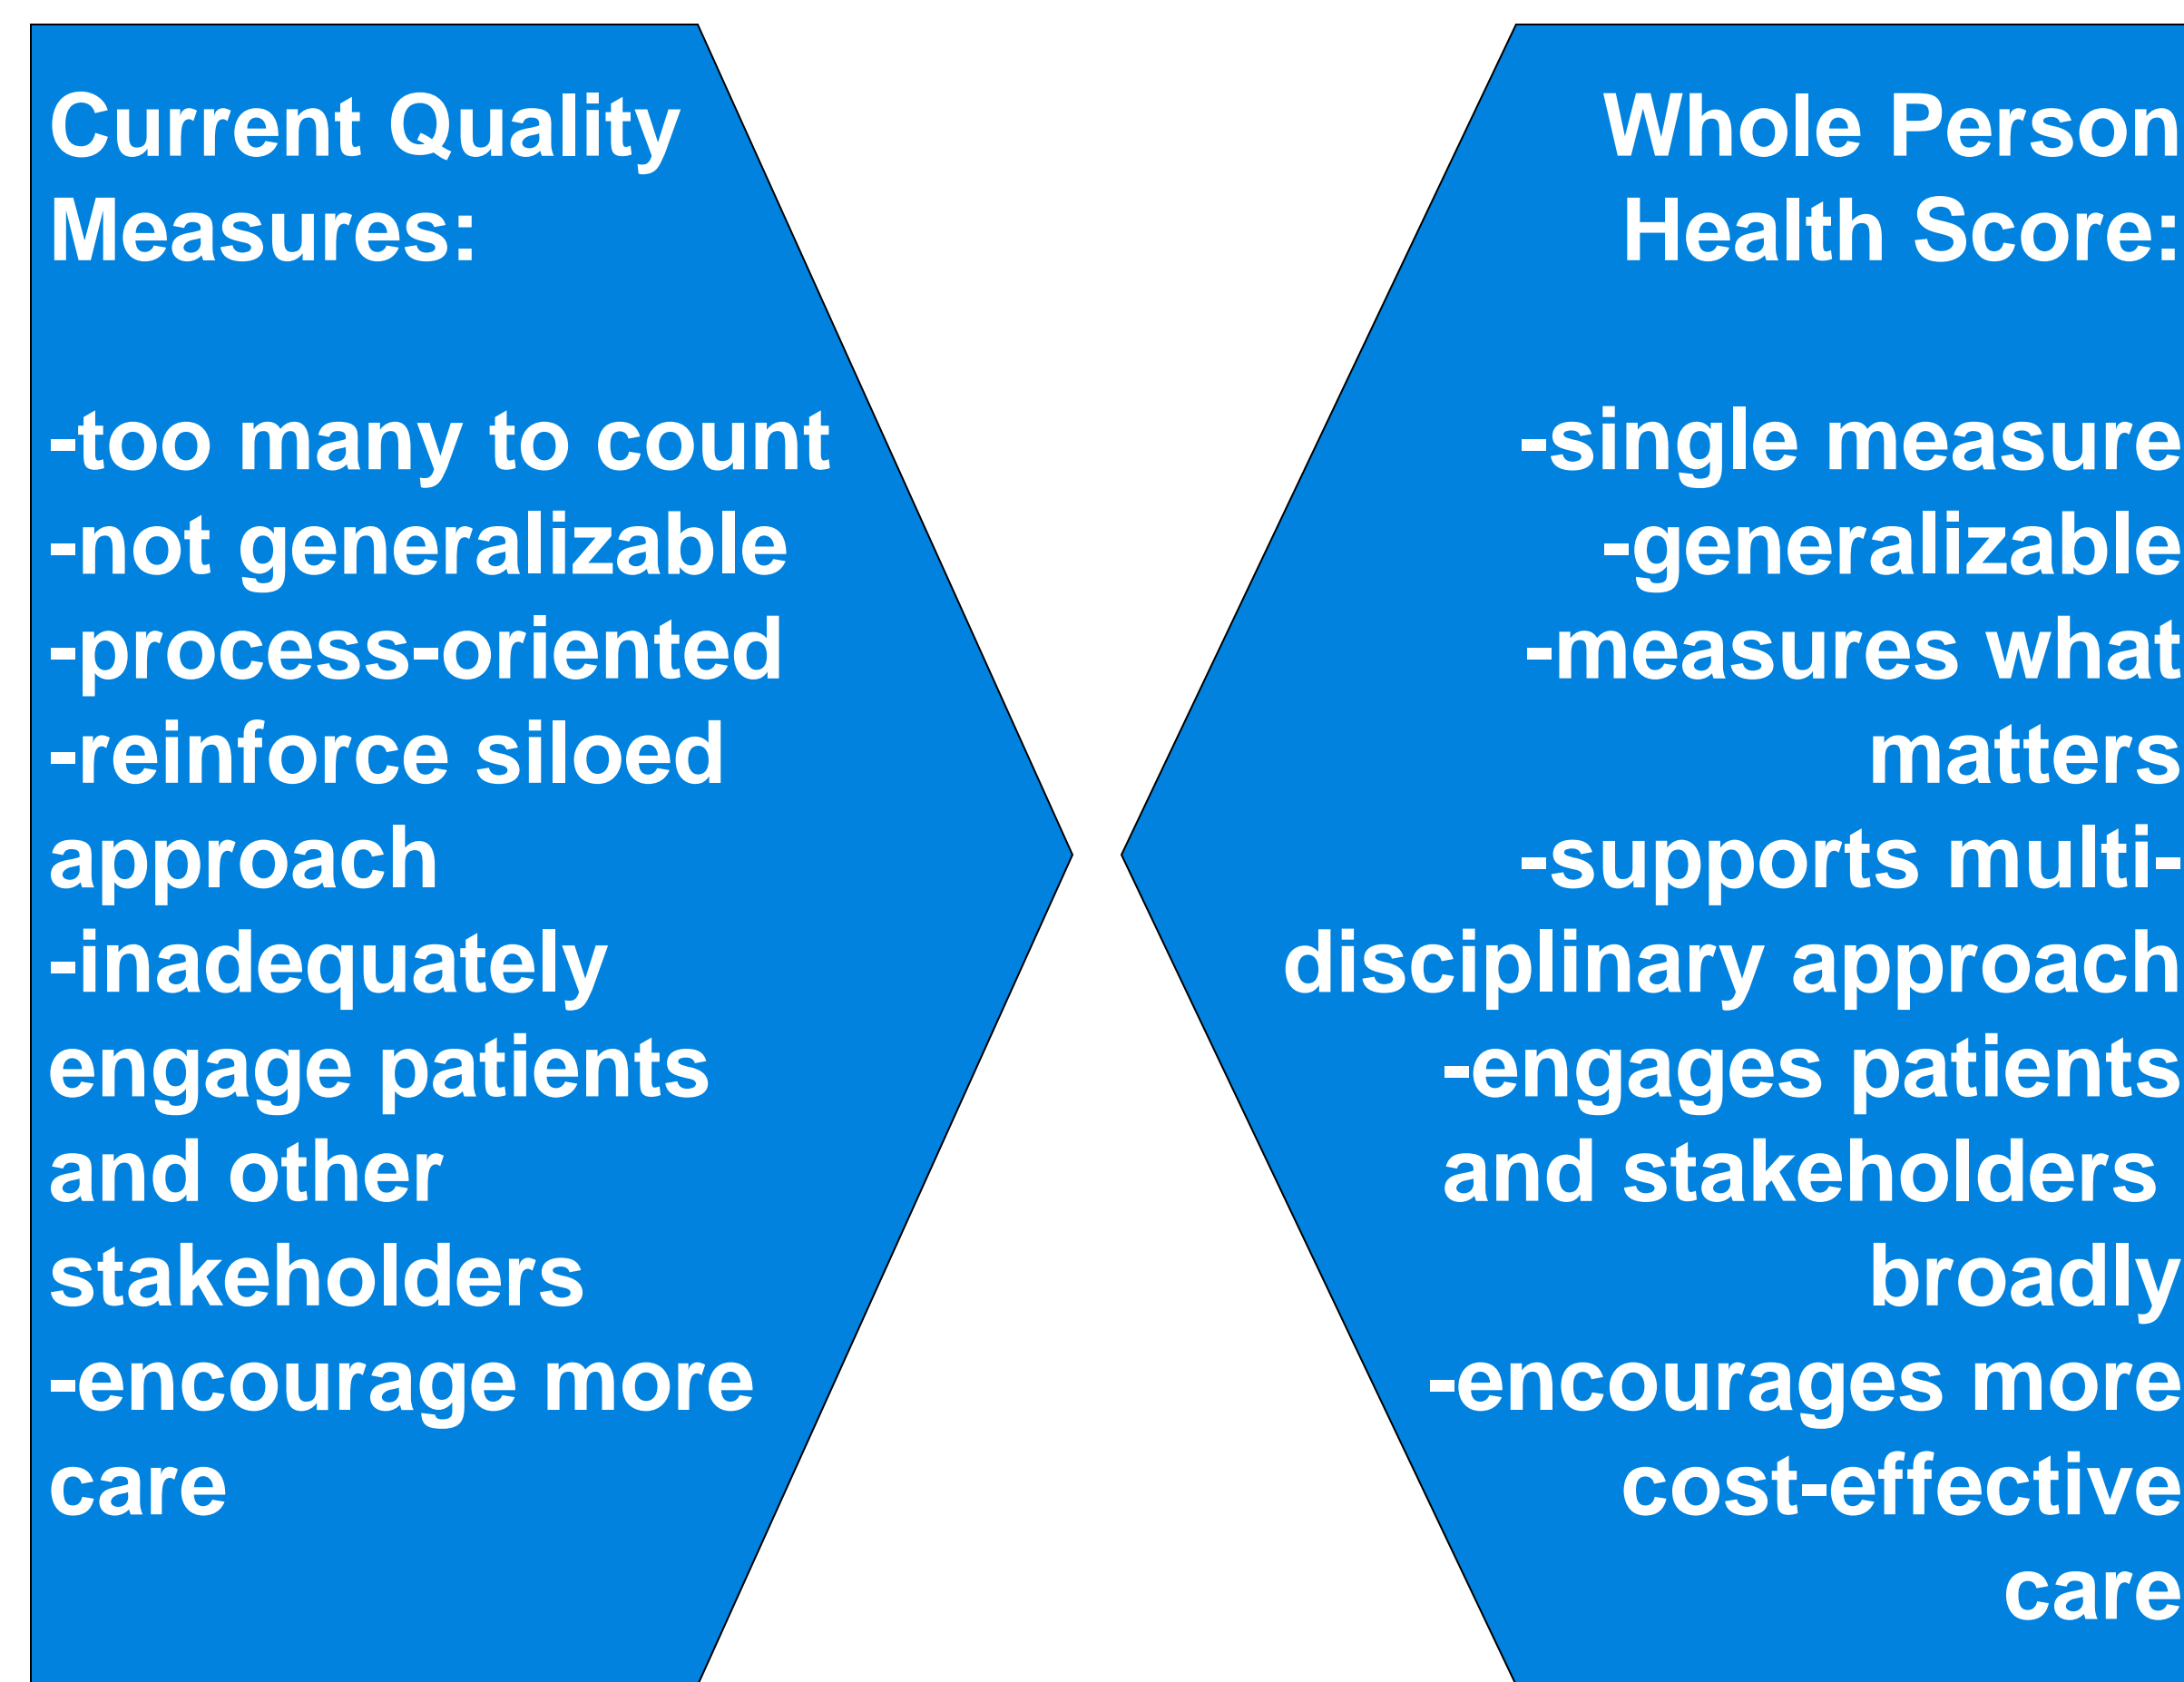 Current Quality
Measures:
-too many to count
-not generalizable
-process-oriented
-reinforce siloed
approach
-inadequately
engage patients
and other
stakeholders
-encourage more
care
Whole Person
Health Score:
-single measure
-generalizable
-measures what
matters
-supports multi-
disciplinary approach
-engages patients
and stakeholders
broadly
-encourages more
cost-effective
care